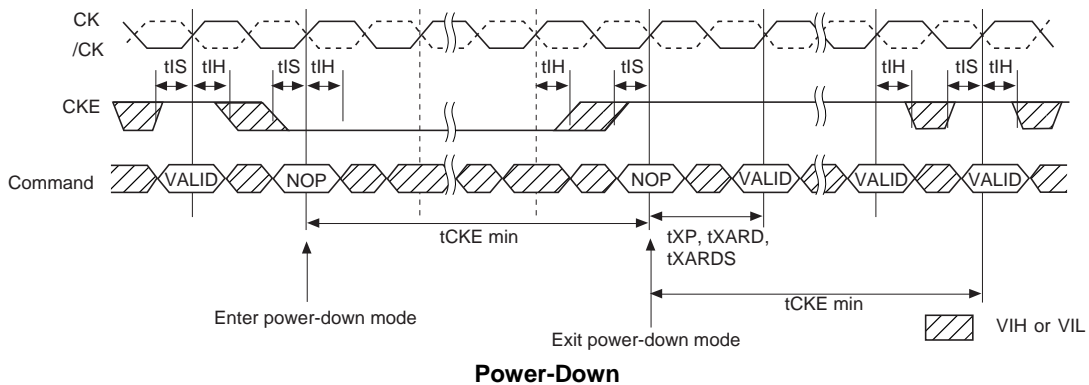 CK
/CK
tIS tIH tIS tIH tIH tIS tIH tIS tIH
CKE
Command VALID NOP NOP VALID VALID VALID
tCKE min
tXP, tXARD,
tXARDS
Enter power-down mode
tCKE min
Exit power-down mode
VIH or VIL
Power-Down